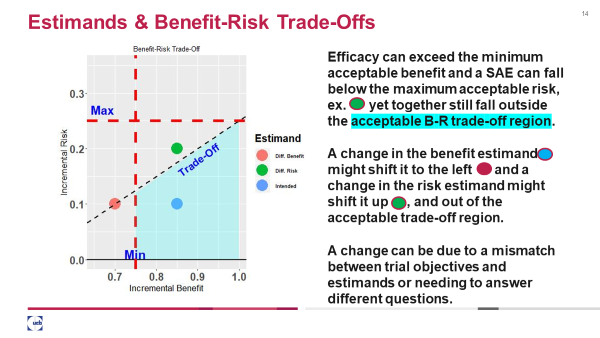 Estimands & Benefit-Risk Trade-Offs
14
Benefit-Risk Trade-Off
Incremental Risk
0.3
0.2
0.1
0.0
Max
Trade-Off
Min
0.7 0.8 0.9 1.0
Incremental Benefit
Estimand
Diff. Benefit
Diff. Risk
Intended
Efficacy can exceed the minimum
acceptable benefit and a SAE can fall
below the maximum acceptable risk,
ex. yet together still fall outside
the acceptable B-R trade-off region.
A change in the benefit estimand
might shift it to the left and a
change in the risk estimand might
shift it up , and out of the
acceptable trade-off region.
A change can be due to a mismatch
between trial objectives and
estimands or needing to answer
different questions.
ucb